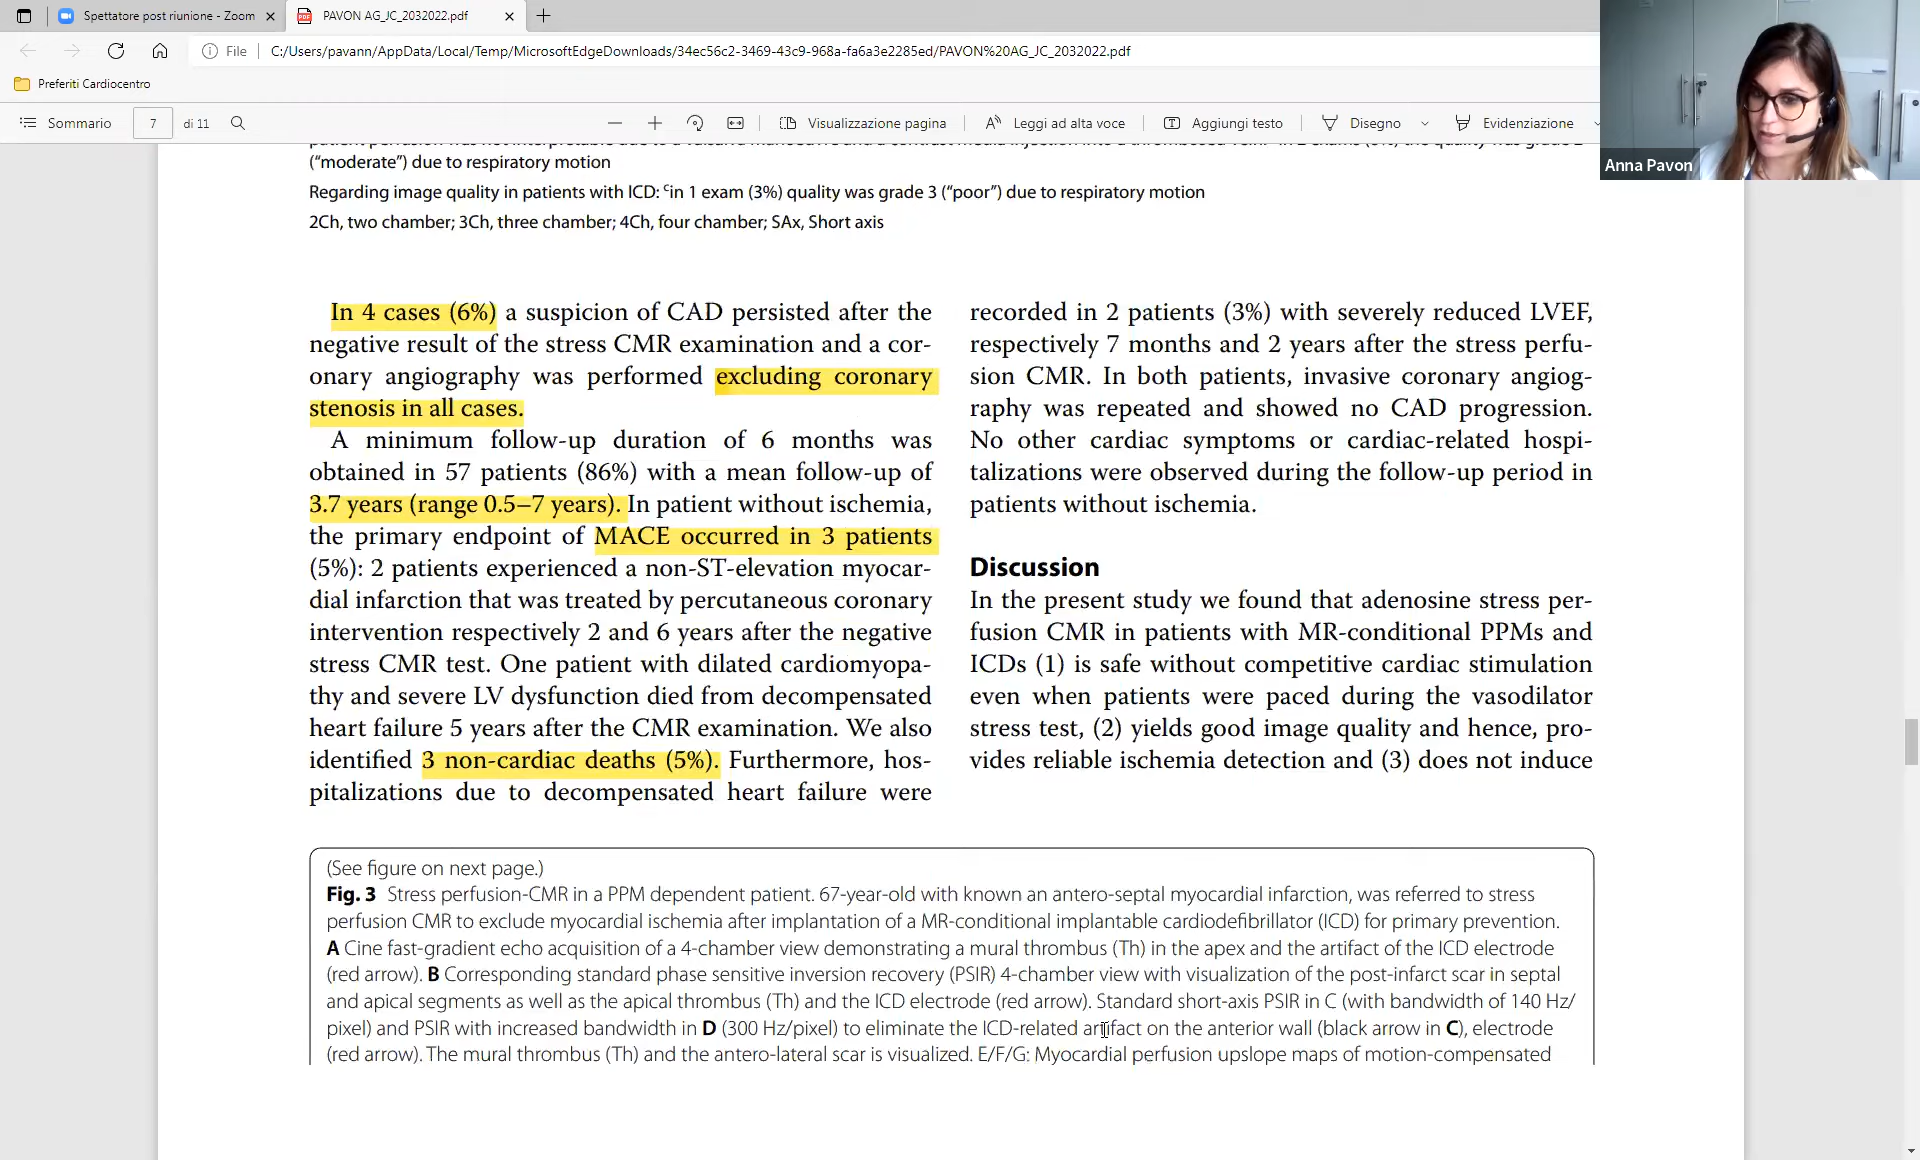 Spettatore post riunione - Zoom
PAVON AG_JC_2032022.pdf
File
C:/Users/pavann/AppData/Local/Temp/MicrosoftEdgeDownloads/34ec56c2-3469-43c9-968a-fa6a3e2285ed/PAVON%20AG_JC_2032022.pdf
Preferiti Cardiocentro
Sommario
7
di 11
Visualizzazione pagina
Leggi ad alta voce
Aggiungi testo
Disegno
Evidenziazione
Anna Pavon
(“moderate”) due to respiratory motion
Regarding image quality in patients with ICD: cin 1 exam (3%) quality was grade 3 (“poor”) due to respiratory motion
2Ch, two chamber; 3Ch, three chamber; 4Ch, four chamber; SAx, Short axis
In 4 cases (6%) a suspicion of CAD persisted after the
negative result of the stress CMR examination and a cor-
onary angiography was performed excluding coronary
stenosis in all cases.
A minimum follow-up duration of 6 months was
obtained in 57 patients (86%) with a mean follow-up of
3.7 years (range 0.5–7 years). In patient without ischemia,
the primary endpoint of MACE occurred in 3 patients
(5%): 2 patients experienced a non-ST-elevation myocar-
dial infarction that was treated by percutaneous coronary
intervention respectively 2 and 6 years after the negative
stress CMR test. One patient with dilated cardiomyopa-
thy and severe LV dysfunction died from decompensated
heart failure 5 years after the CMR examination. We also
identified 3 non-cardiac deaths (5%). Furthermore, hos-
pitalizations due to decompensated heart failure were
recorded in 2 patients (3%) with severely reduced LVEF,
respectively 7 months and 2 years after the stress perfu-
sion CMR. In both patients, invasive coronary angiog-
raphy was repeated and showed no CAD progression.
No other cardiac symptoms or cardiac-related hospi-
talizations were observed during the follow-up period in
patients without ischemia.
Discussion
In the present study we found that adenosine stress per-
fusion CMR in patients with MR-conditional PPMs and
ICDs (1) is safe without competitive cardiac stimulation
even when patients were paced during the vasodilator
stress test, (2) yields good image quality and hence, pro-
vides reliable ischemia detection and (3) does not induce
(See figure on next page.)
Fig. 3 Stress perfusion-CMR in a PPM dependent patient. 67-year-old with known an antero-septal myocardial infarction, was referred to stress
perfusion CMR to exclude myocardial ischemia after implantation of a MR-conditional implantable cardiodefibrillator (ICD) for primary prevention.
A Cine fast-gradient echo acquisition of a 4-chamber view demonstrating a mural thrombus (Th) in the apex and the artifact of the ICD electrode
(red arrow). B Corresponding standard phase sensitive inversion recovery (PSIR) 4-chamber view with visualization of the post-infarct scar in septal
and apical segments as well as the apical thrombus (Th) and the ICD electrode (red arrow). Standard short-axis PSIR in C (with bandwidth of 140 Hz/
pixel) and PSIR with increased bandwidth in D (300 Hz/pixel) to eliminate the ICD-related artifact on the anterior wall (black arrow in C), electrode
(red arrow). The mural thrombus (Th) and the antero-lateral scar is visualized. E/F/G: Myocardial perfusion upslope maps of motion-compensated